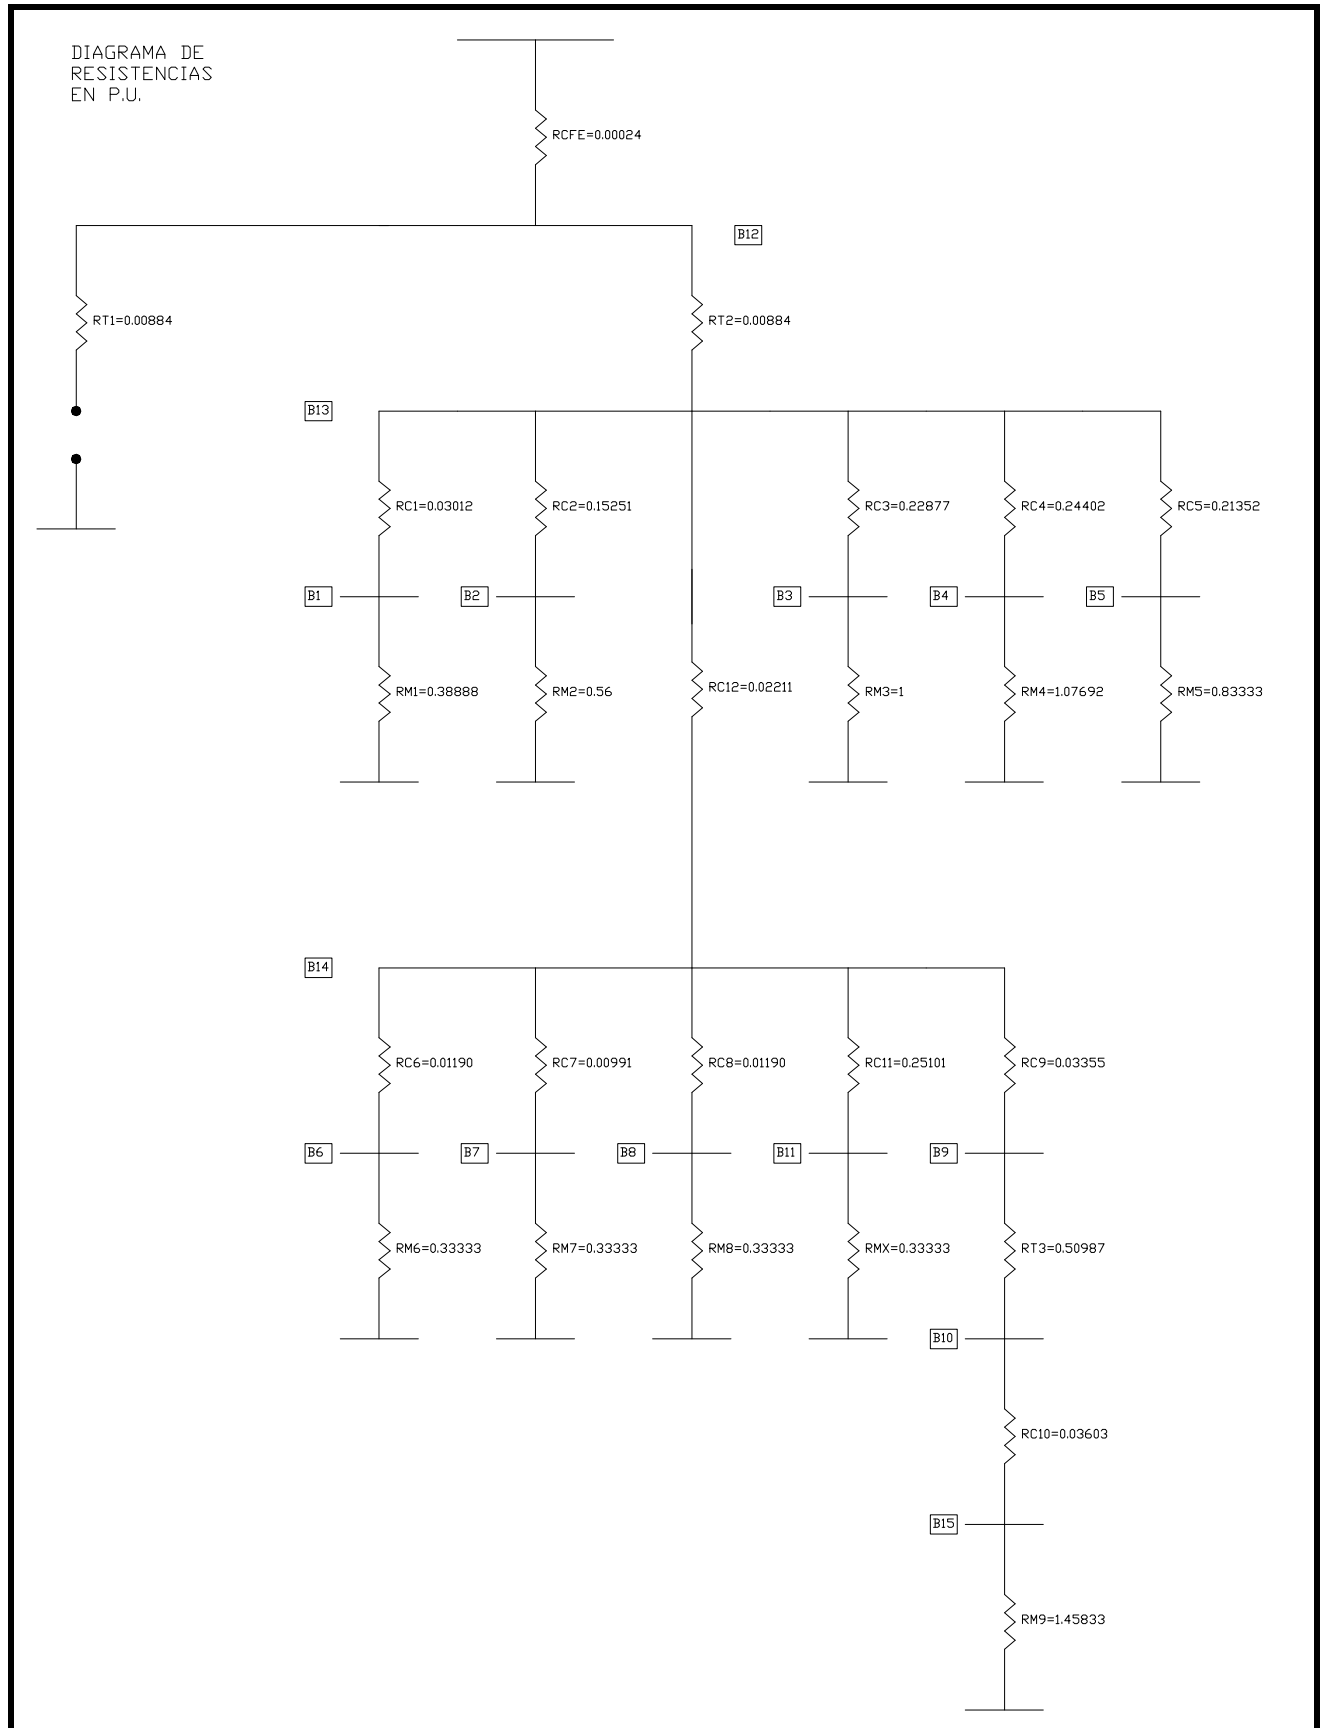 DIAGRAMA DE
RESISTENCIAS
EN P.U.
RCFE=0.00024
B12
RT1=0.00884
RT2=0.00884
B13
RC1=0.03012
RC2=0.15251
RC3=0.22877
RC4=0.24402
RC5=0.21352
B1
B2
B3
B4
B5
RM1=0.38888
RM2=0.56
RC12=0.02211
RM3=1
RM4=1.07692
RM5=0.83333
B14
RC6=0.01190
RC7=0.00991
RC8=0.01190
RC11=0.25101
RC9=0.03355
B6
B7
B8
B11
B9
RM6=0.33333
RM7=0.33333
RM8=0.33333
RMX=0.33333
RT3=0.50987
B10
RC10=0.03603
B15
RM9=1.45833